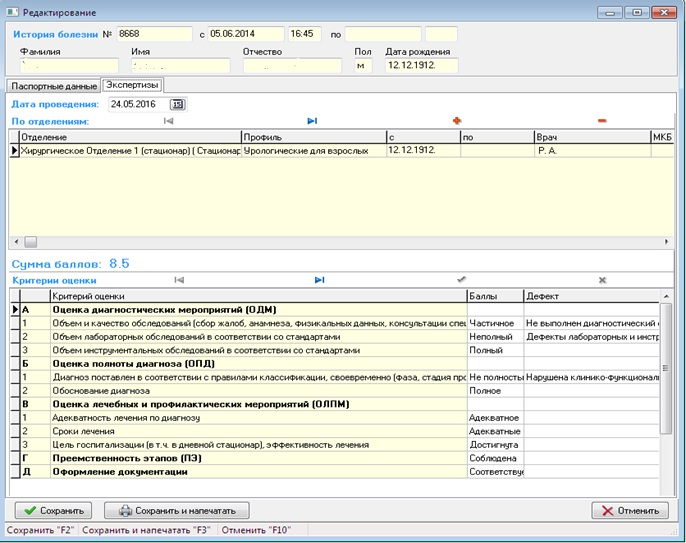 Редактирование
История болезни № 8668 с 05.06.2014 16:45 по
Фамилия Имя Отчество Пол Дата рождения
м 12.12.1912.
Паспортные данные Экспертизы
Дата проведения: 24.05.2016 15
По отделениям:
Отделение Профиль с по Врач МКБ
Хирургическое Отделение 1 (стационар) ( Стационар Урологические для взрослых 12.12.1912. Р. А.
Сумма баллов: 8.5
Критерии оценки
Критерий оценки Баллы Дефект
А Оценка диагностических мероприятий (ОДМ)
1 Объем и качество обследований (сбор жалоб, анамнеза, физикальных данных, консультации спец Частичное Не выполнен диагностический
2 Объем лабораторных обследований в соответствии со стандартами Неполный Дефекты лабораторных и инстр
3 Объем инструментальных обследований в соответствии со стандартами Полный
Б Оценка полноты диагноза (ОПД)
1 Диагноз поставлен в соответствии с правилами классификации, своевременно (фаза, стадия про Не полностью Нарушена клинико-функционал
2 Обоснование диагноза Полное
В Оценка лечебных и профилактических мероприятий (ОЛПМ)
1 Адекватность лечения по диагнозу Адекватное
2 Сроки лечения Адекватные
3 Цель госпитализации (в т.ч. в дневной стационар), эффективность лечения Достигнута
Г Преемственность этапов (ПЭ) Соблюдена
Д Оформление документации Соответствуе
Сохранить Сохранить и напечатать Отменить
Сохранить "F2" Сохранить и напечатать "F3" Отменить "F10"